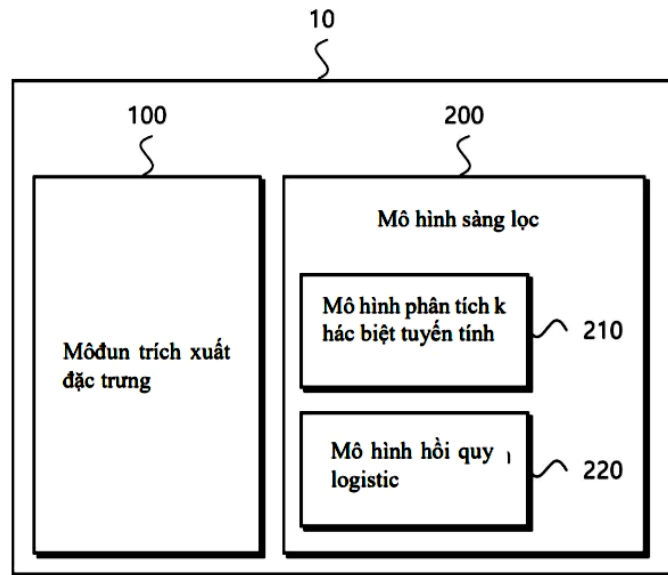 10
100
200
Mô hình sàng lọc
Mô hình phân tích k
hác biệt tuyến tính
210
Môđun trích xuất
đặc trưng
Mô hình hồi quy
logistic
220